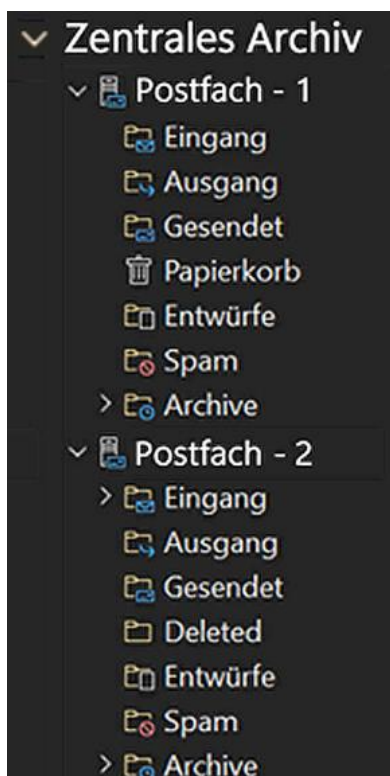 Zentrales Archiv
Postfach - 1
Eingang
Ausgang
Gesendet
Papierkorb
Entwürfe
Spam
Archive
Postfach - 2
Eingang
Ausgang
Gesendet
Deleted
Entwürfe
Spam
Archive